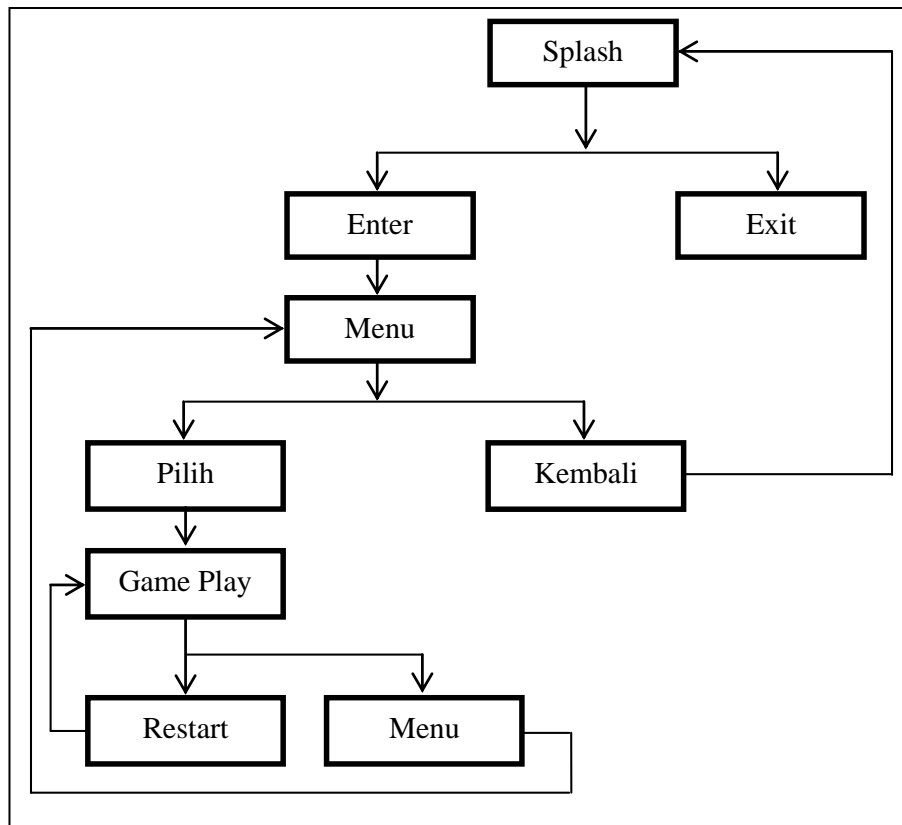 Splash
Enter
Exit
Menu
Pilih
Kembali
Game Play
Restart
Menu